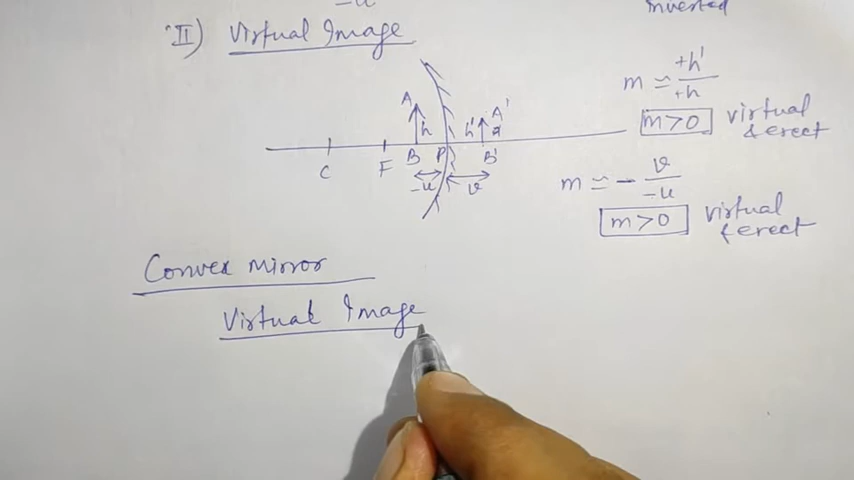 -u
inverted
II) Virtual Image
m ≃ +h'/+h
m>0 virtual & erect
A h h' A'
C F B P B'
-u v
m ≃ - v/-u
m>0 virtual & erect
Convex Mirror
Virtual Image